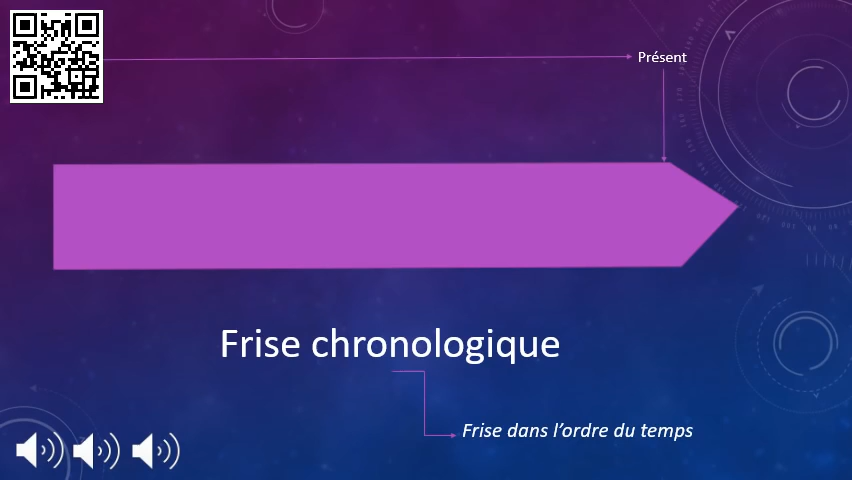 Présent
Frise chronologique
Frise dans l’ordre du temps